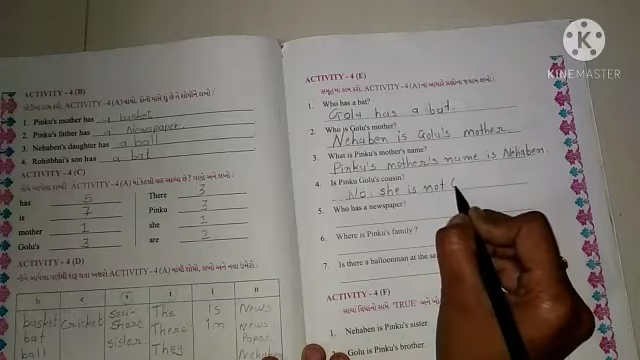 KINEMASTER
ACTIVITY - 4 (B)
1. Pinku's mother has a basket
2. Pinku's father has a Newspaper.
3. Nehaben's daughter has a ball
4. Rohithhai's son has a bat
ACTIVITY - 4 (C)
has 5 There 3
is 7 Pinku 3
mother 1 she 1
Golu's 3 are 2
ACTIVITY - 4 (D)
b c s t i n
basket Cricket The is News
bat There in News
ball sister. They Paper
ACTIVITY - 4 (E)
1. Who has a bat?
Golu has a bat.
2. Who is Golu's mother?
Nehaben is Golu's mother
3. What is Pinku's mother's name?
Pinku's mother's name is Nehaben.
4. Is Pinku Golu's cousin?
No, she is not
5. Who has a newspaper?
6. Where is Pinku's family?
7. Is there a balloonman at the
ACTIVITY - 4 (F)
1. Nehaben is Pinku's sister.
2. Golu is Pinku's brother.